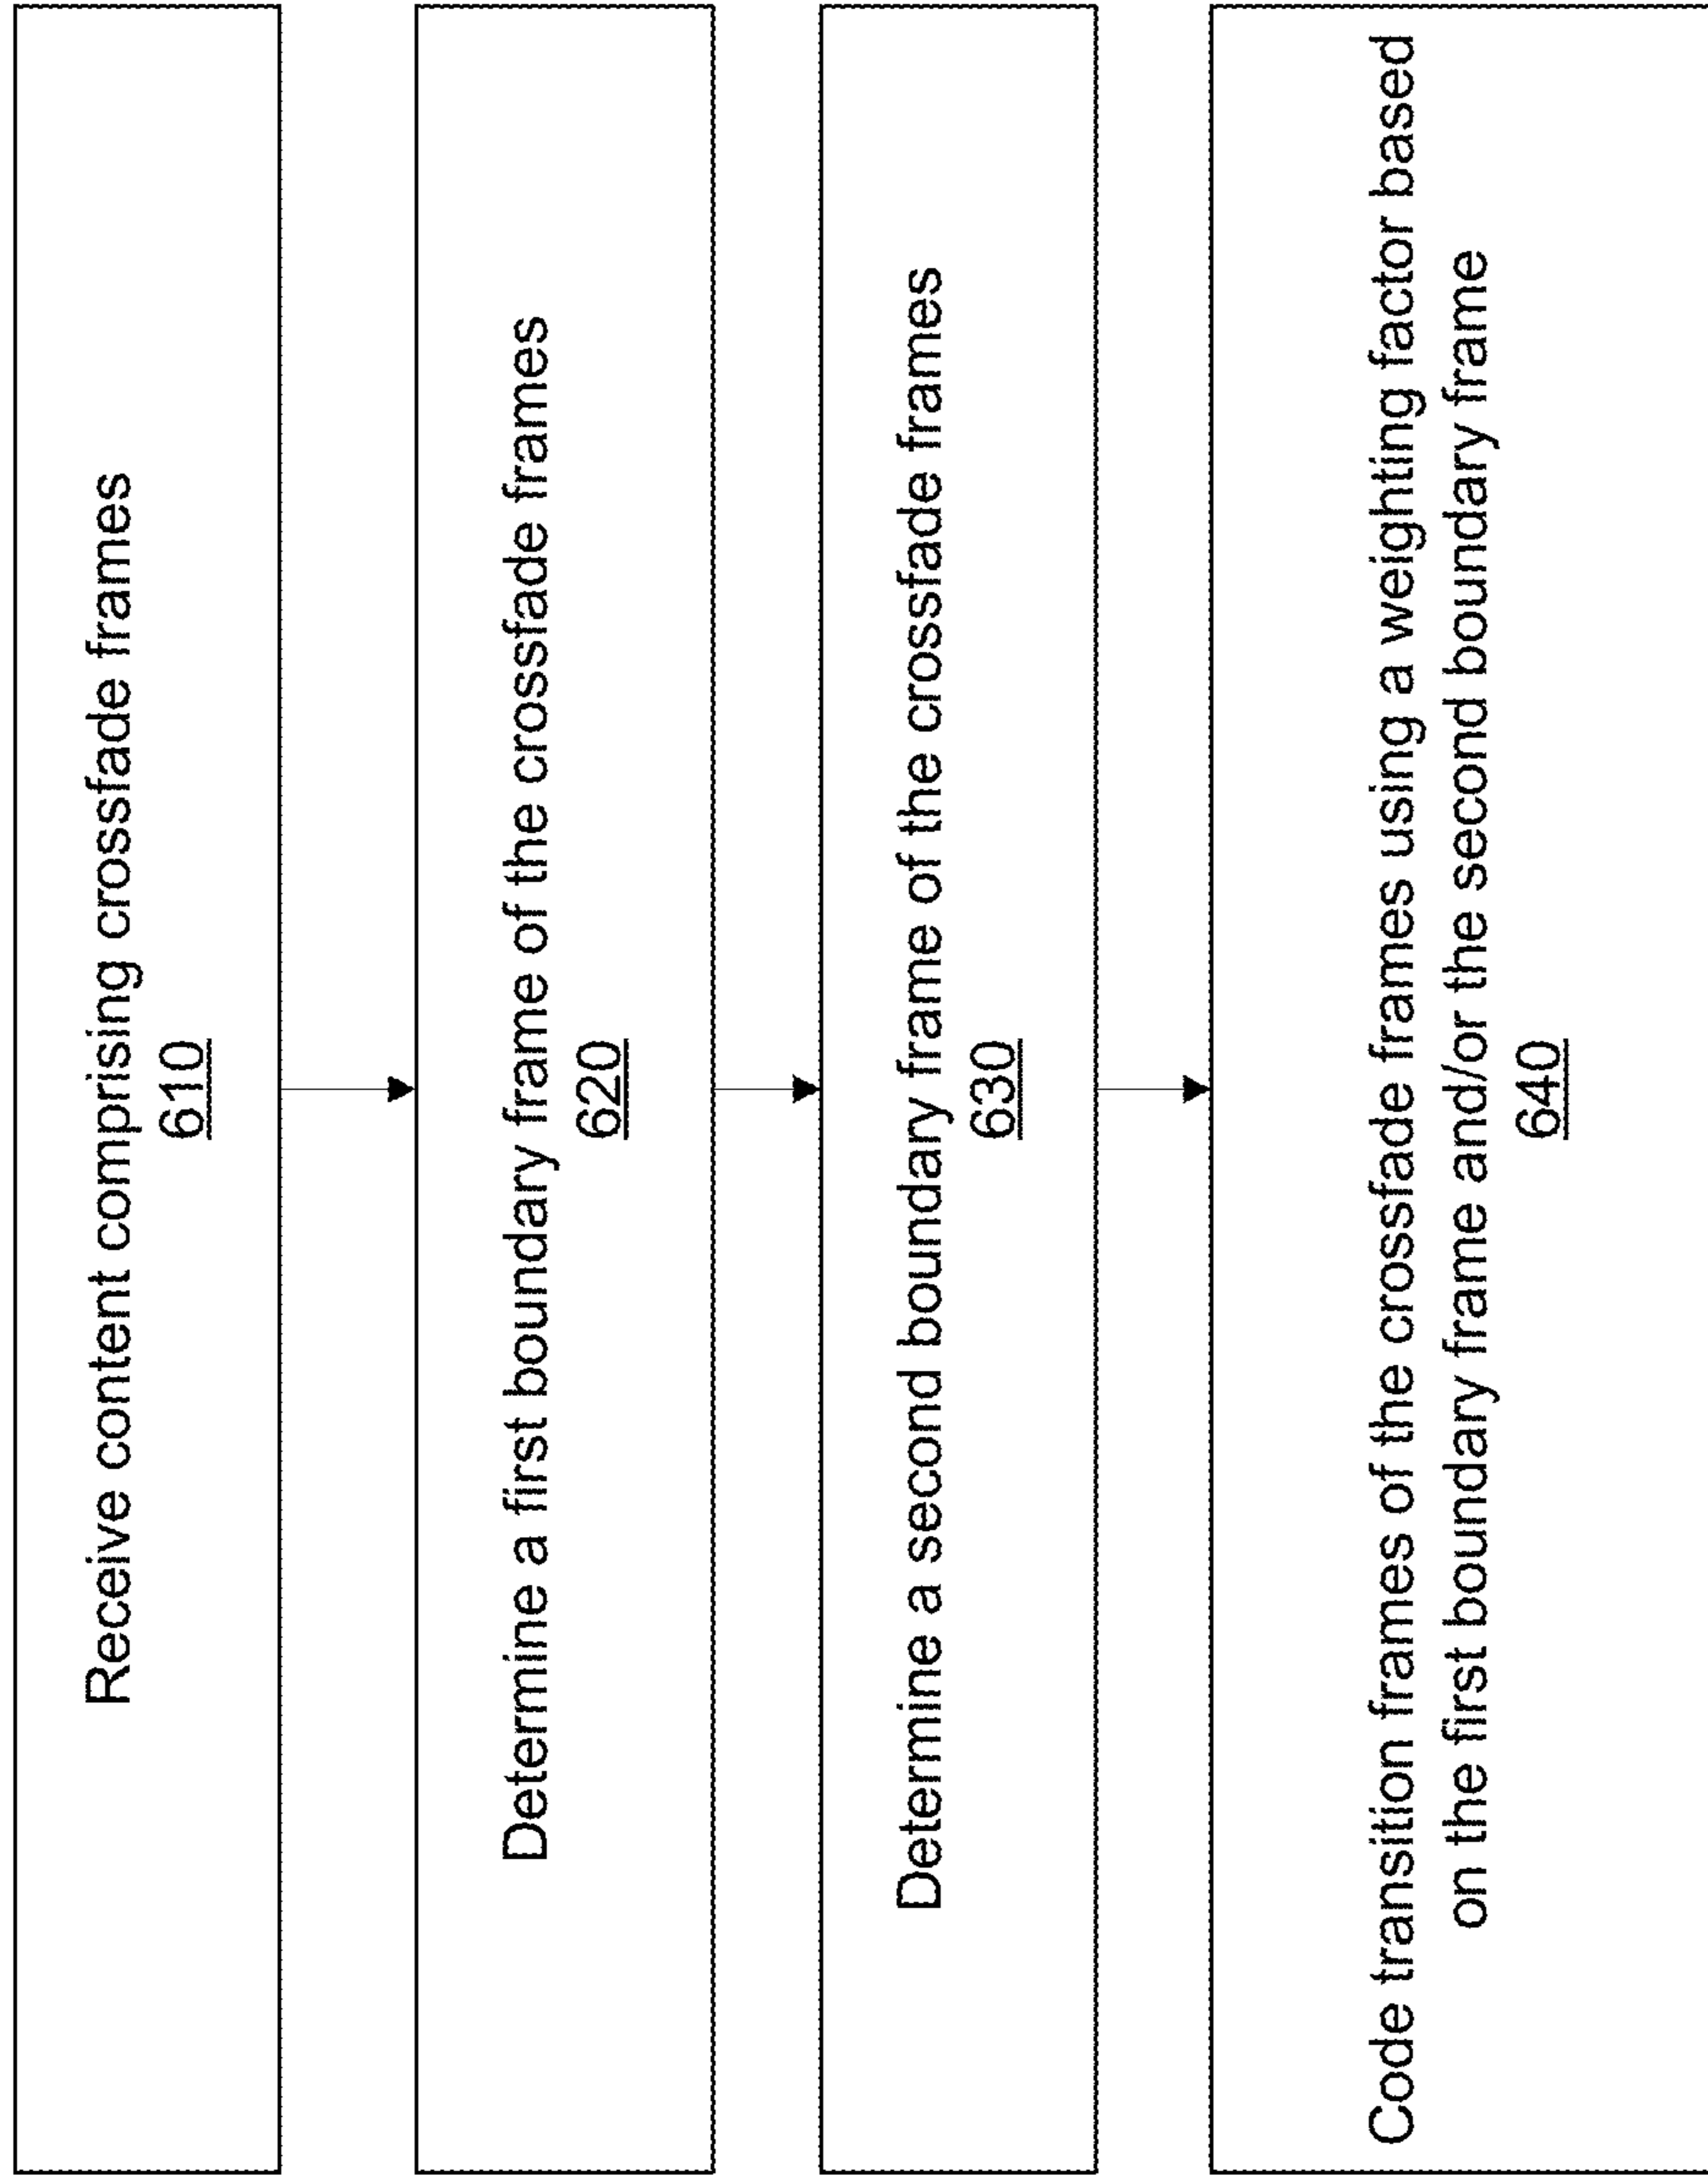 Receive content comprising crossfade frames
610
Determine a first boundary frame of the crossfade frames
620
Determine a second boundary frame of the crossfade frames
630
Code transition frames of the crossfade frames using a weighting factor based
on the first boundary frame and/or the second boundary frame
640